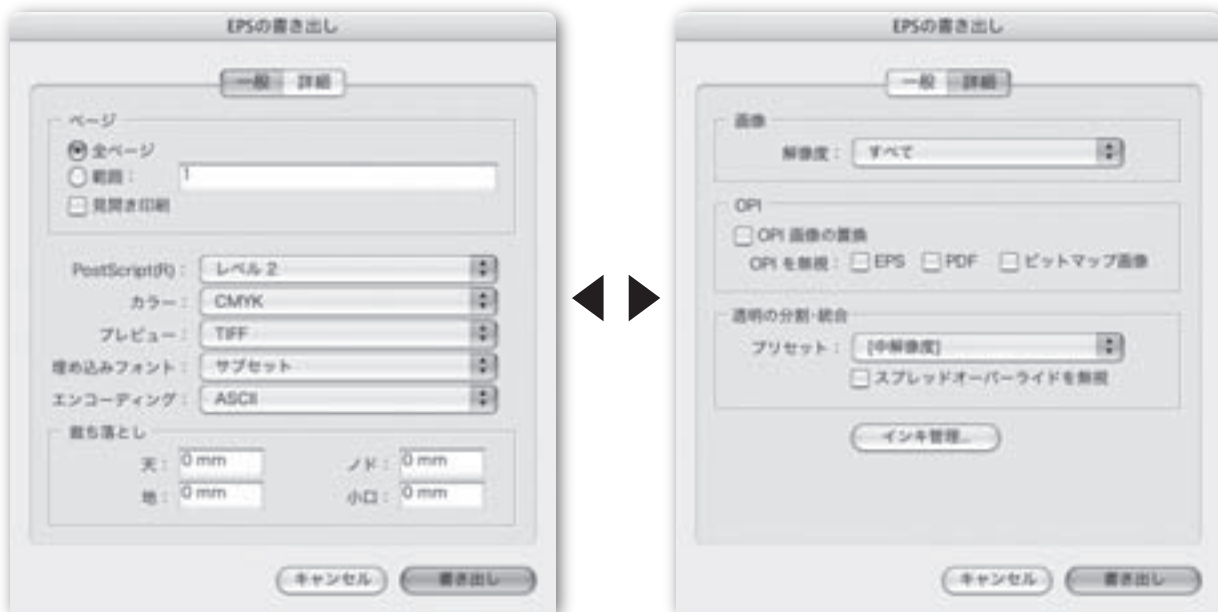 EPSの書き出し
一般 詳細
ページ
全ページ
範囲： 1
見開き印刷
PostScript(R)： レベル 2
カラー： CMYK
プレビュー： TIFF
埋め込みフォント： サブセット
エンコーディング： ASCII
裁ち落とし
天： 0 mm ノド： 0 mm
地： 0 mm 小口： 0 mm
キャンセル 書き出し
EPSの書き出し
一般 詳細
画像
解像度： すべて
OPI
OPI 画像の置換
OPI を無視： EPS PDF ビットマップ画像
透明の分割・統合
プリセット： [中解像度]
スプレッドオーバーライドを無視
インキ管理...
キャンセル 書き出し